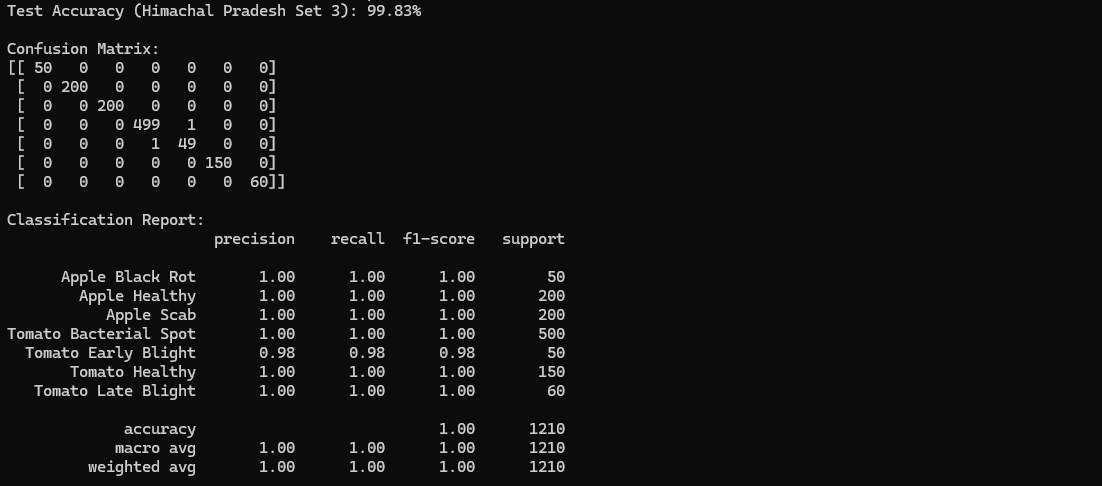 Test Accuracy (Himachal Pradesh Set 3): 99.83%
Confusion Matrix:
[[ 50   0   0   0   0   0   0]
 [  0 200   0   0   0   0   0]
 [  0   0 200   0   0   0   0]
 [  0   0   0 499   1   0   0]
 [  0   0   0   1  49   0   0]
 [  0   0   0   0   0 150   0]
 [  0   0   0   0   0   0  60]]
Classification Report:
                       precision    recall  f1-score   support
      Apple Black Rot       1.00      1.00      1.00        50
        Apple Healthy       1.00      1.00      1.00       200
           Apple Scab       1.00      1.00      1.00       200
Tomato Bacterial Spot       1.00      1.00      1.00       500
  Tomato Early Blight       0.98      0.98      0.98        50
       Tomato Healthy       1.00      1.00      1.00       150
   Tomato Late Blight       1.00      1.00      1.00        60
             accuracy                           1.00      1210
            macro avg       1.00      1.00      1.00      1210
         weighted avg       1.00      1.00      1.00      1210